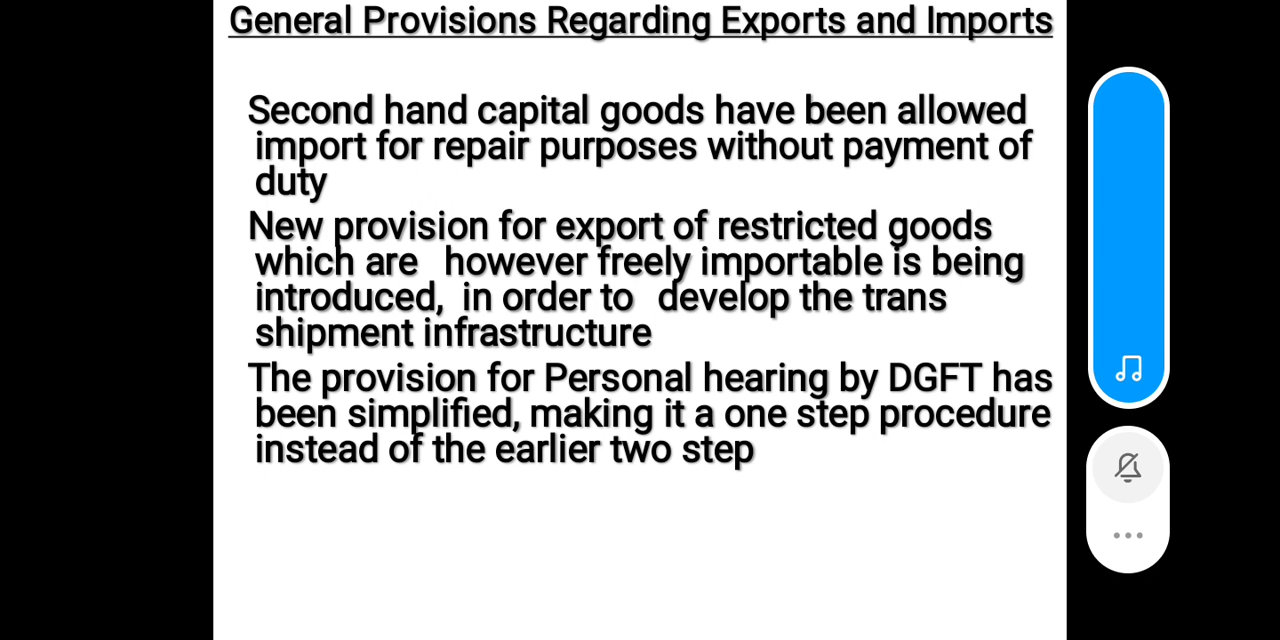 General Provisions Regarding Exports and Imports
Second hand capital goods have been allowed
import for repair purposes without payment of
duty
New provision for export of restricted goods
which are however freely importable is being
introduced, in order to develop the trans
shipment infrastructure
The provision for Personal hearing by DGFT has
been simplified, making it a one step procedure
instead of the earlier two step